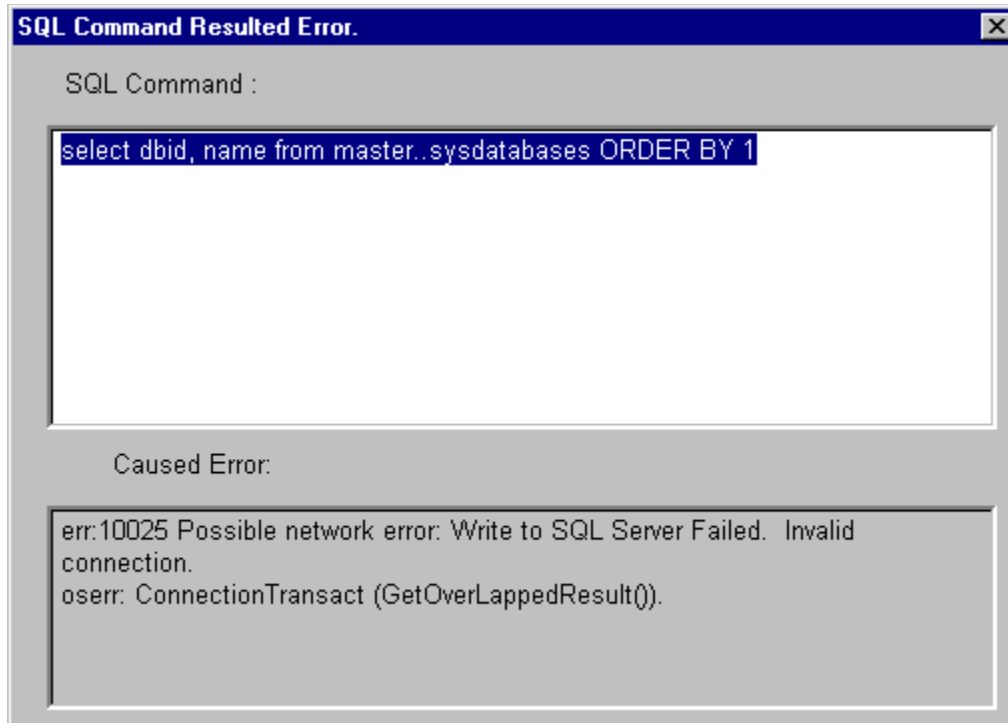 SQL Command Resulted Error.
SQL Command :
select dbid, name from master..sysdatabases ORDER BY 1
Caused Error:
err:10025 Possible network error: Write to SQL Server Failed.  Invalid
connection.
oserr: ConnectionTransact (GetOverLappedResult()).